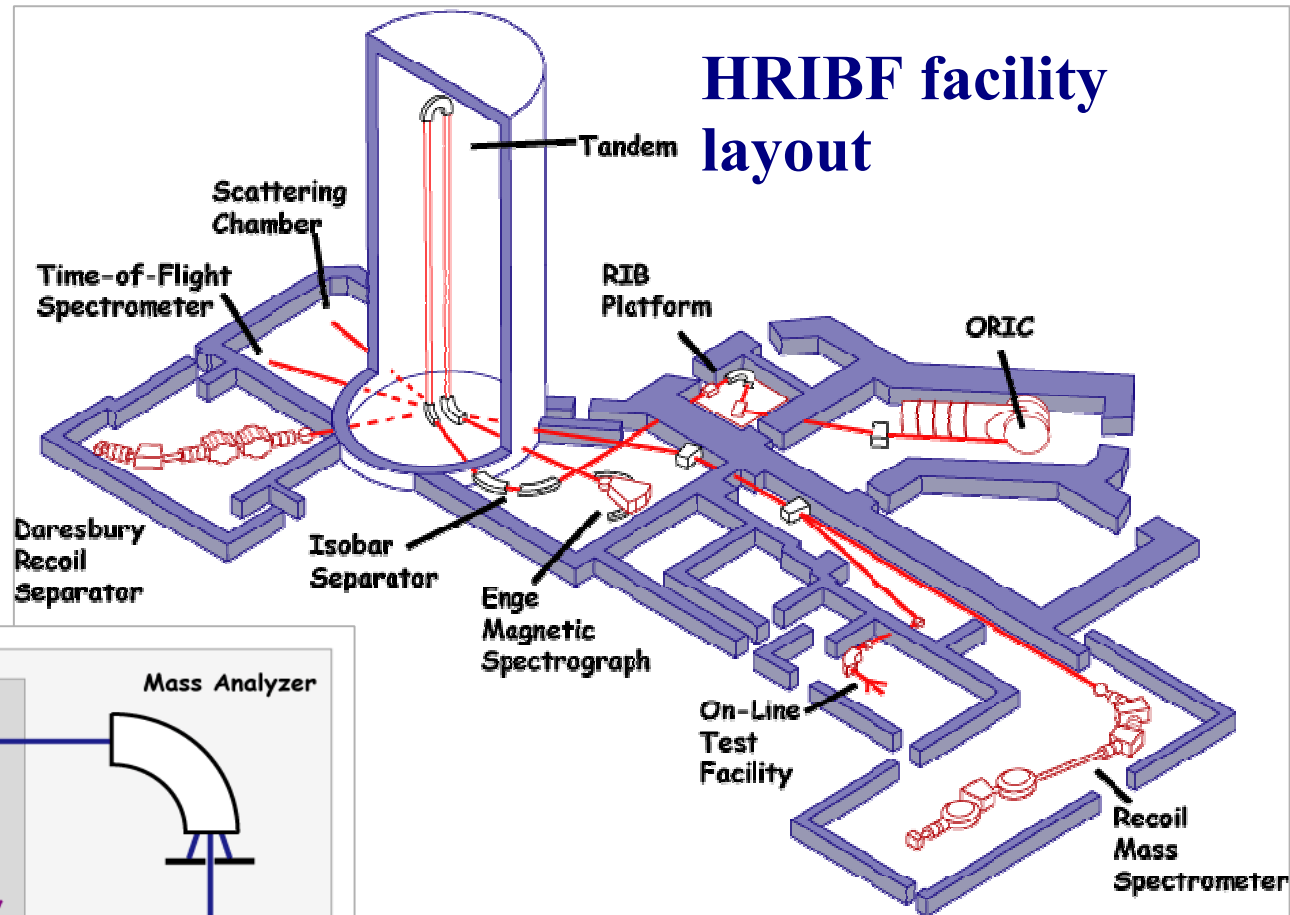 HRIBF facility
layout
Tandem
Scattering
Chamber
Time-of-Flight
Spectrometer
RIB
Platform
ORIC
Daresbury
Recoil
Separator
Isobar
Separator
Enge
Magnetic
Spectrograph
On-Line
Test
Facility
Recoil
Mass
Spectrometer
Mass Analyzer